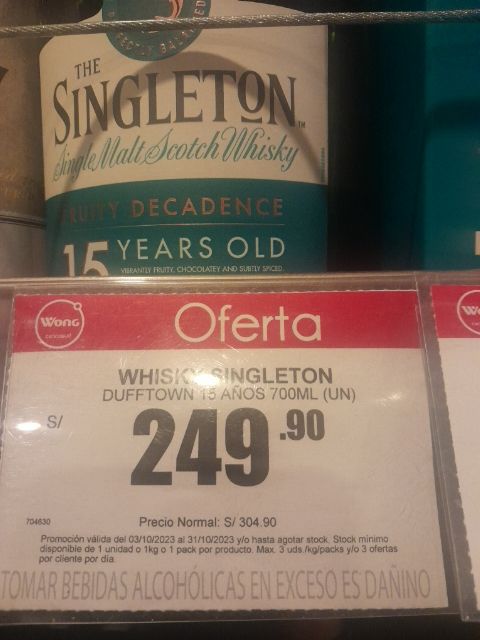 THE
SINGLETON
Single Malt Scotch Whisky
FRUITY DECADENCE
15 YEARS OLD
VIBRANTLY FRUITY, CHOCOLATEY AND SUBTLY SPICED
Wong
cencosud
Oferta
WHISKY SINGLETON
DUFFTOWN 15 AÑOS 700ML (UN)
S/ 249.90
704630
Precio Normal: S/ 304.90
Promoción válida del 03/10/2023 al 31/10/2023 y/o hasta agotar stock. Stock mínimo
disponible de 1 unidad o 1kg o 1 pack por producto. Max. 3 uds./kg/packs y/o 3 ofertas
por cliente por día.
TOMAR BEBIDAS ALCOHÓLICAS EN EXCESO ES DAÑINO